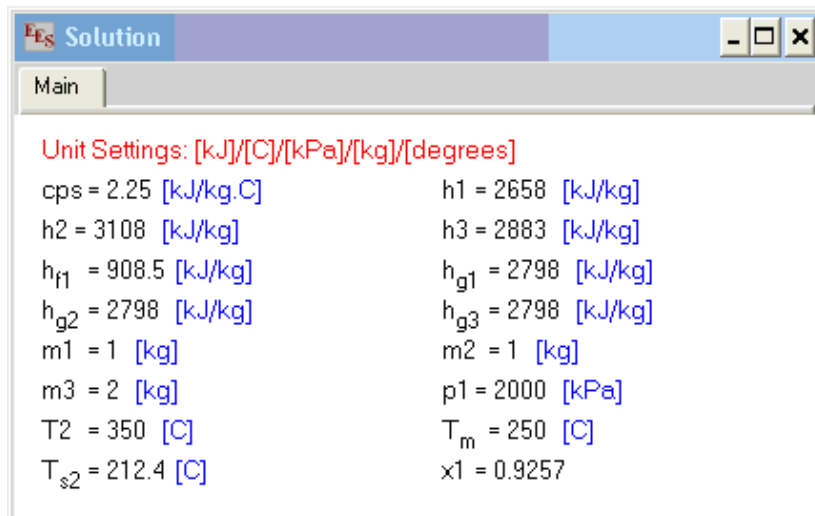 EES Solution
Main
Unit Settings: [kJ]/[C]/[kPa]/[kg]/[degrees]
cps = 2.25 [kJ/kg.C] h1 = 2658 [kJ/kg]
h2 = 3108 [kJ/kg] h3 = 2883 [kJ/kg]
hf1 = 908.5 [kJ/kg] hg1 = 2798 [kJ/kg]
hg2 = 2798 [kJ/kg] hg3 = 2798 [kJ/kg]
m1 = 1 [kg] m2 = 1 [kg]
m3 = 2 [kg] p1 = 2000 [kPa]
T2 = 350 [C] Tm = 250 [C]
Ts2 = 212.4 [C] x1 = 0.9257